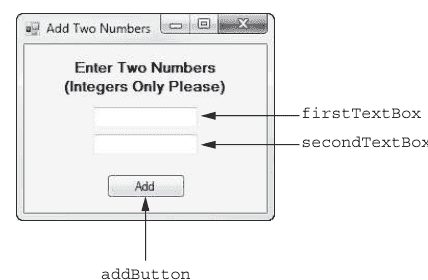 Add Two Numbers
Enter Two Numbers
(Integers Only Please)
firstTextBox
secondTextBox
Add
addButton